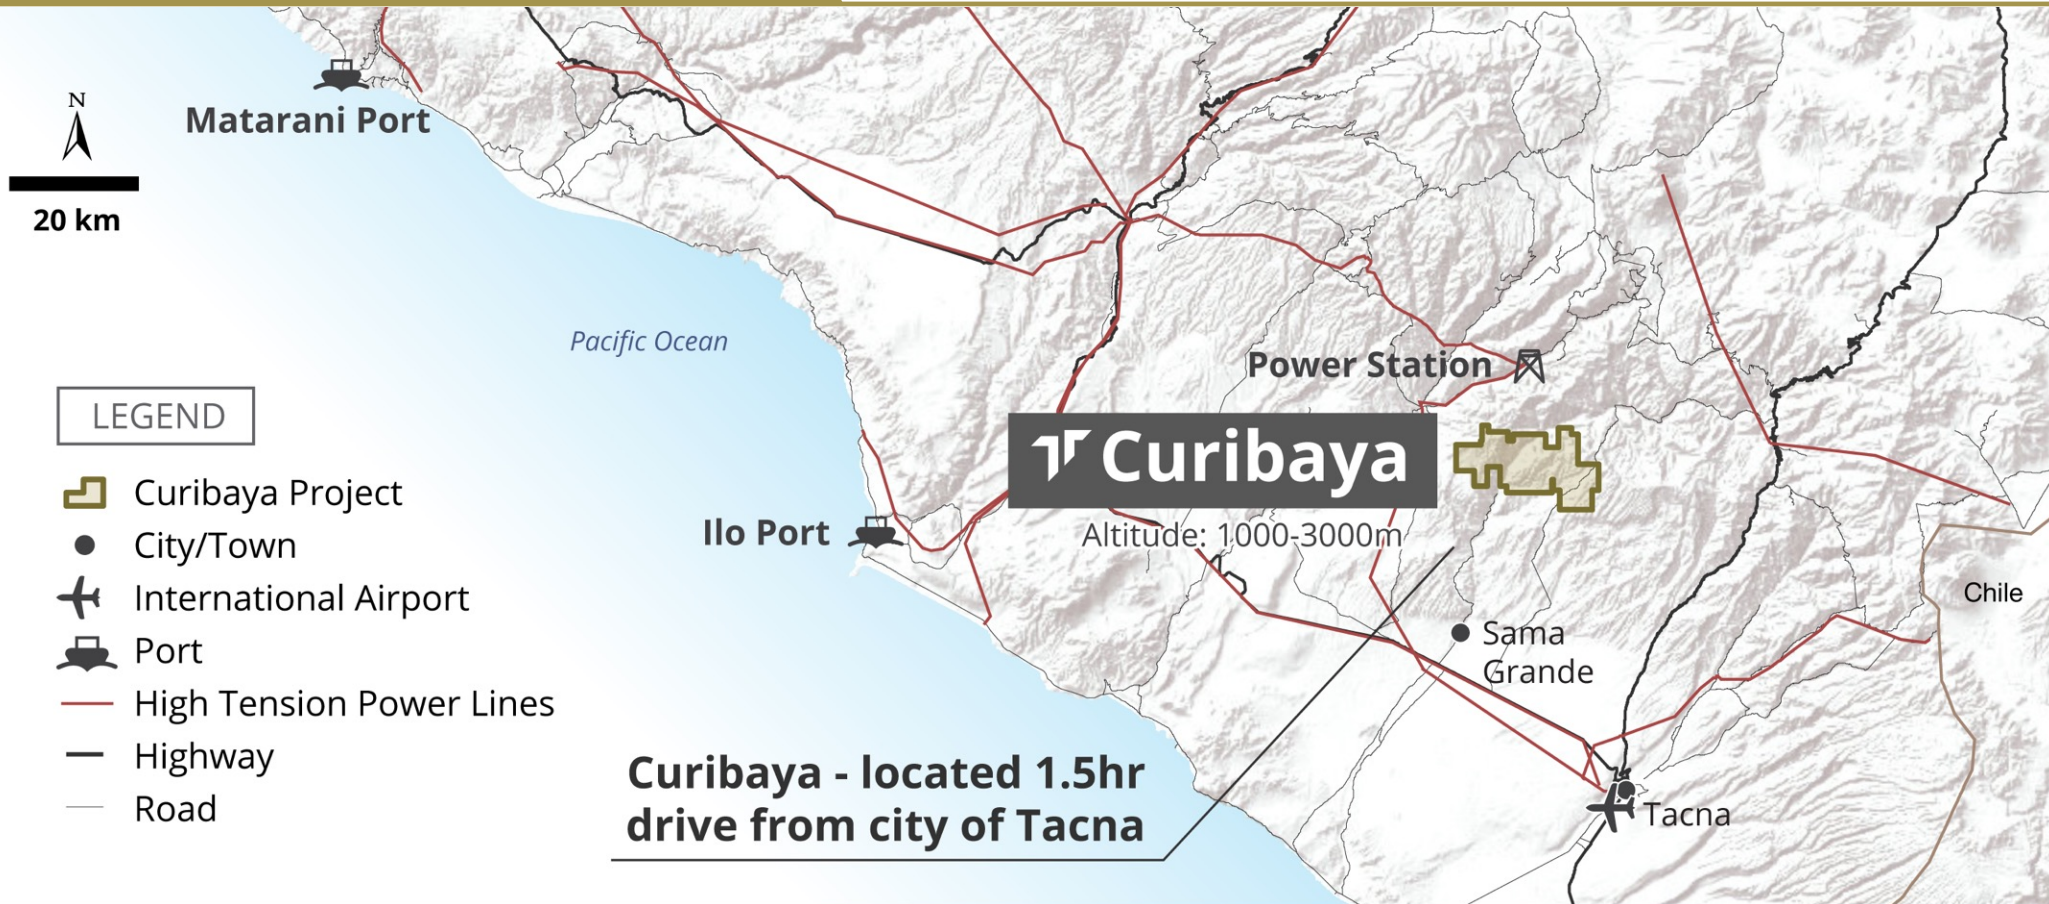 Matarani Port
N
20 km
Pacific Ocean
Power Station
LEGEND
Curibaya
Altitude: 1000-3000m
Curibaya Project
City/Town
International Airport
Port
High Tension Power Lines
Highway
Road
Ilo Port
Chile
Sama
Grande
Curibaya - located 1.5hr
drive from city of Tacna
Tacna